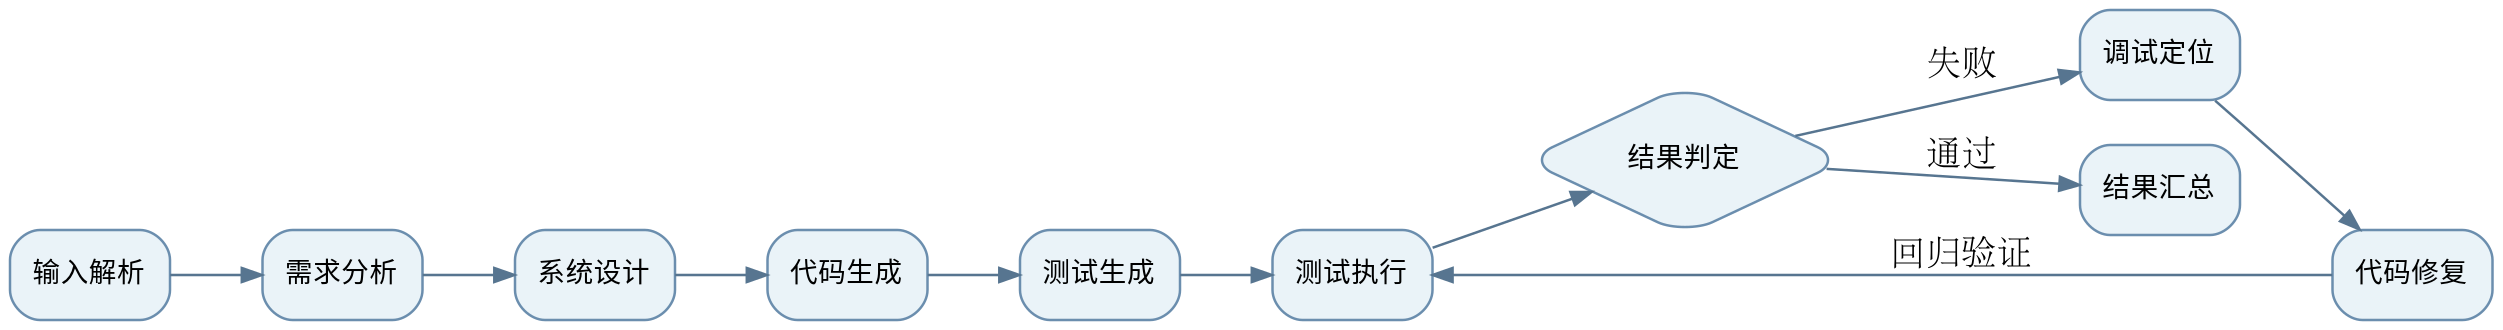 输入解析
需求分析
系统设计
代码生成
测试生成
测试执行
结果判定
失败
调试定位
通过
结果汇总
回归验证
代码修复